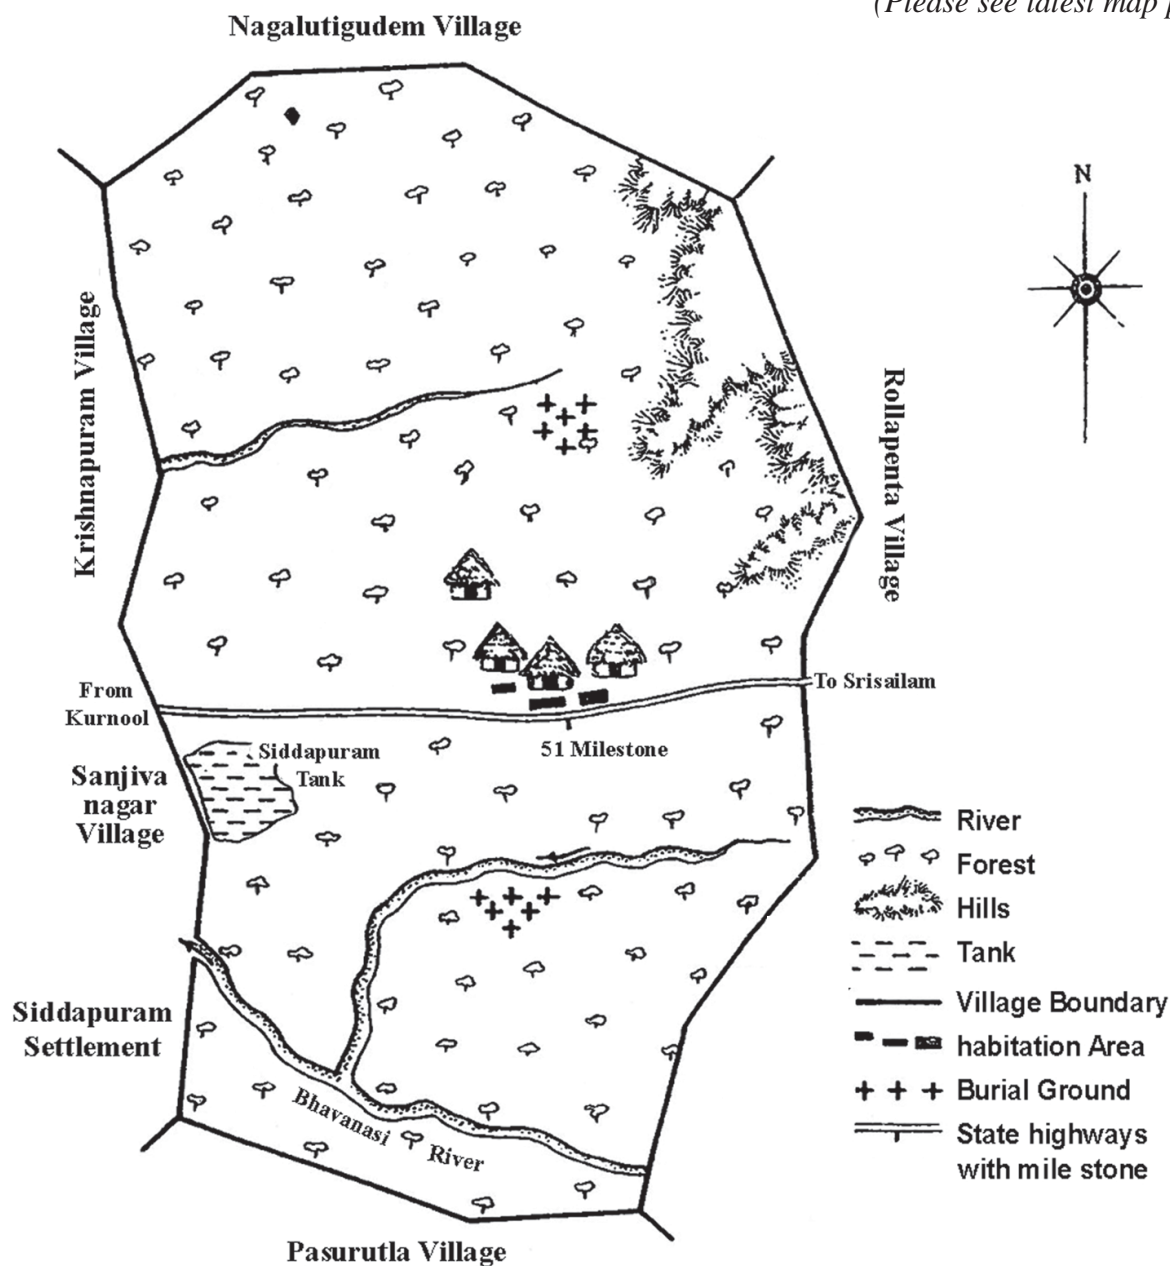 (Please see latest map
Nagalutigudem Village
N
Krishnapuram Village
Rollapenta Village
From
Kurnool
To Srisailam
51 Milestone
Siddapuram
Tank
Sanjiva
nagar
Village
River
Forest
Hills
Tank
Village Boundary
habitation Area
Burial Ground
State highways
with mile stone
Siddapuram
Settlement
Bhavanasi
River
Pasurutla Village